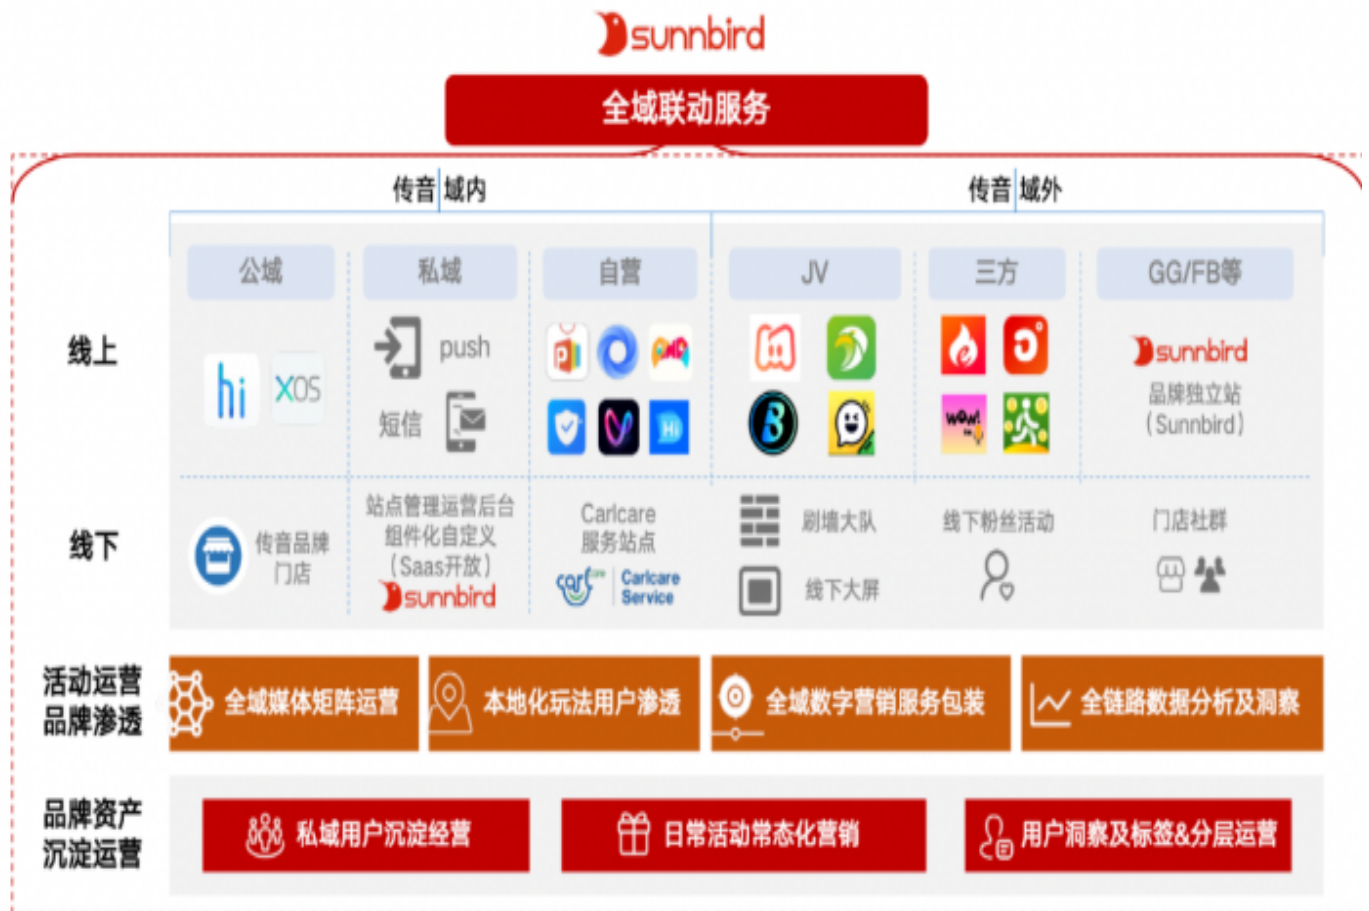 sunnbird
全域联动服务
传音 域内
传音 域外
公域
私域
自营
JV
三方
GG/FB等
线上
hi
XOS
push
短信
WOW!
sunnbird
品牌独立站
（Sunnbird）
线下
传音品牌
门店
站点管理运营后台
组件化自定义
（Saas开放）
sunnbird
Carlcare
服务站点
carlcare
Carlcare
Service
刷墙大队
线下大屏
线下粉丝活动
门店社群
活动运营
品牌渗透
全域媒体矩阵运营
本地化玩法用户渗透
全域数字营销服务包装
全链路数据分析及洞察
品牌资产
沉淀运营
私域用户沉淀经营
日常活动常态化营销
用户洞察及标签&分层运营